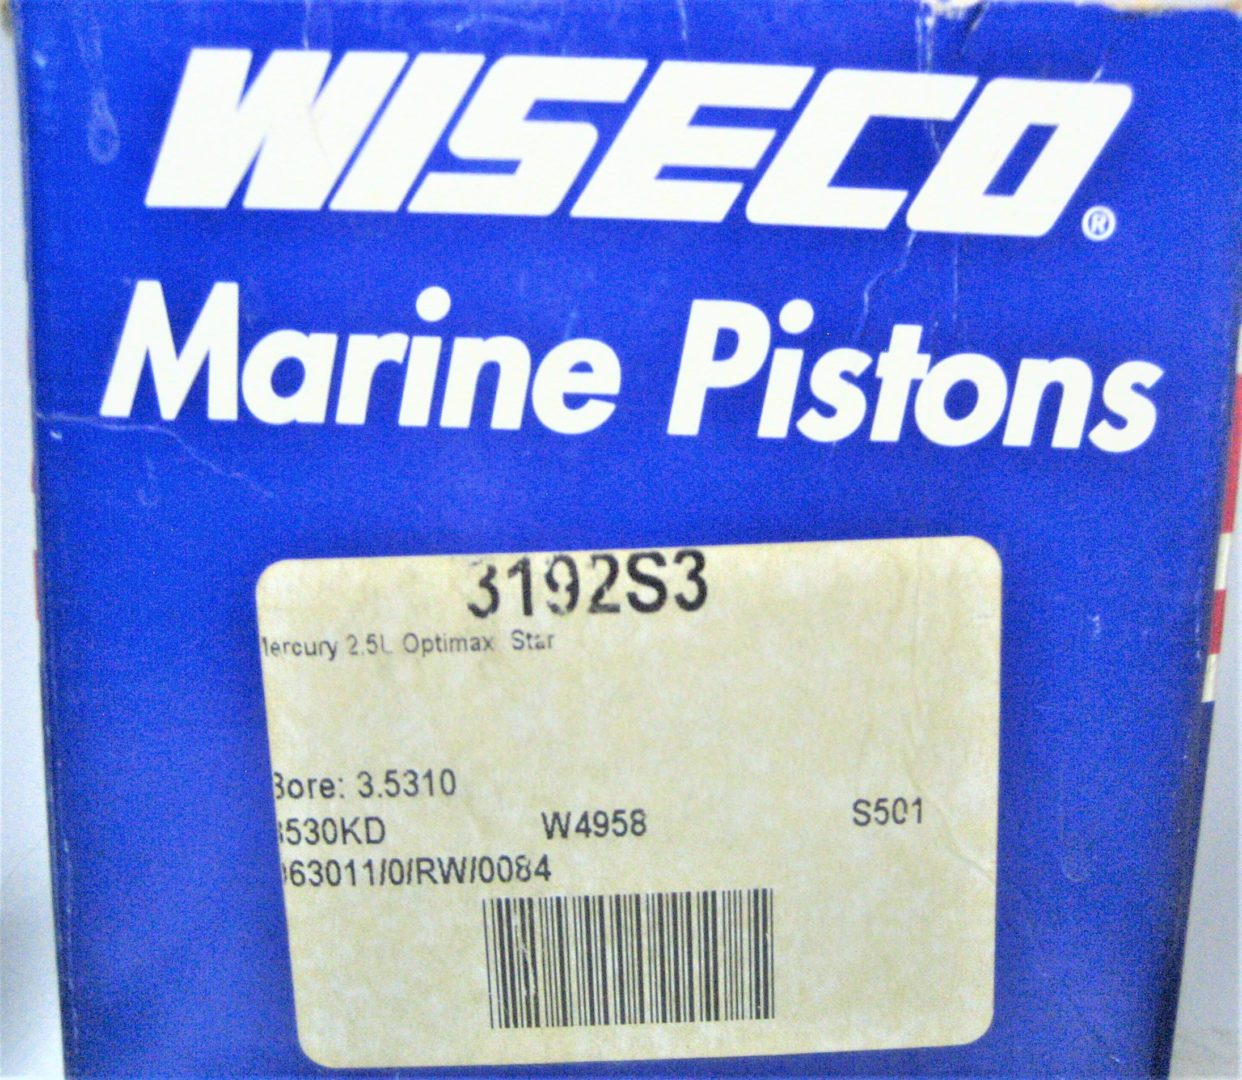 WISECO®
Marine Pistons
3192S3
Mercury 2.5L Optimax Star
Bore: 3.5310
3530KD W4958 S501
063011/0/RW/0084